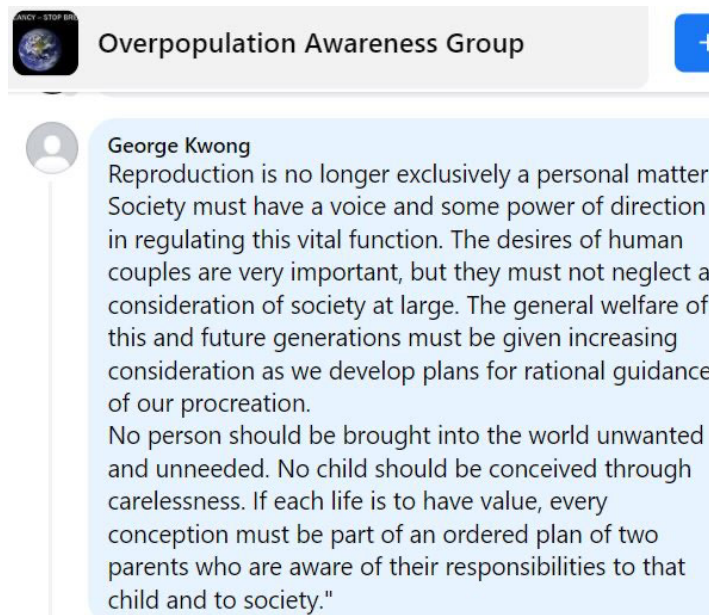 ANCY - STOP BRE
Overpopulation Awareness Group
+
George Kwong
Reproduction is no longer exclusively a personal matter
Society must have a voice and some power of direction
in regulating this vital function. The desires of human
couples are very important, but they must not neglect a
consideration of society at large. The general welfare of
this and future generations must be given increasing
consideration as we develop plans for rational guidance
of our procreation.
No person should be brought into the world unwanted
and unneeded. No child should be conceived through
carelessness. If each life is to have value, every
conception must be part of an ordered plan of two
parents who are aware of their responsibilities to that
child and to society."